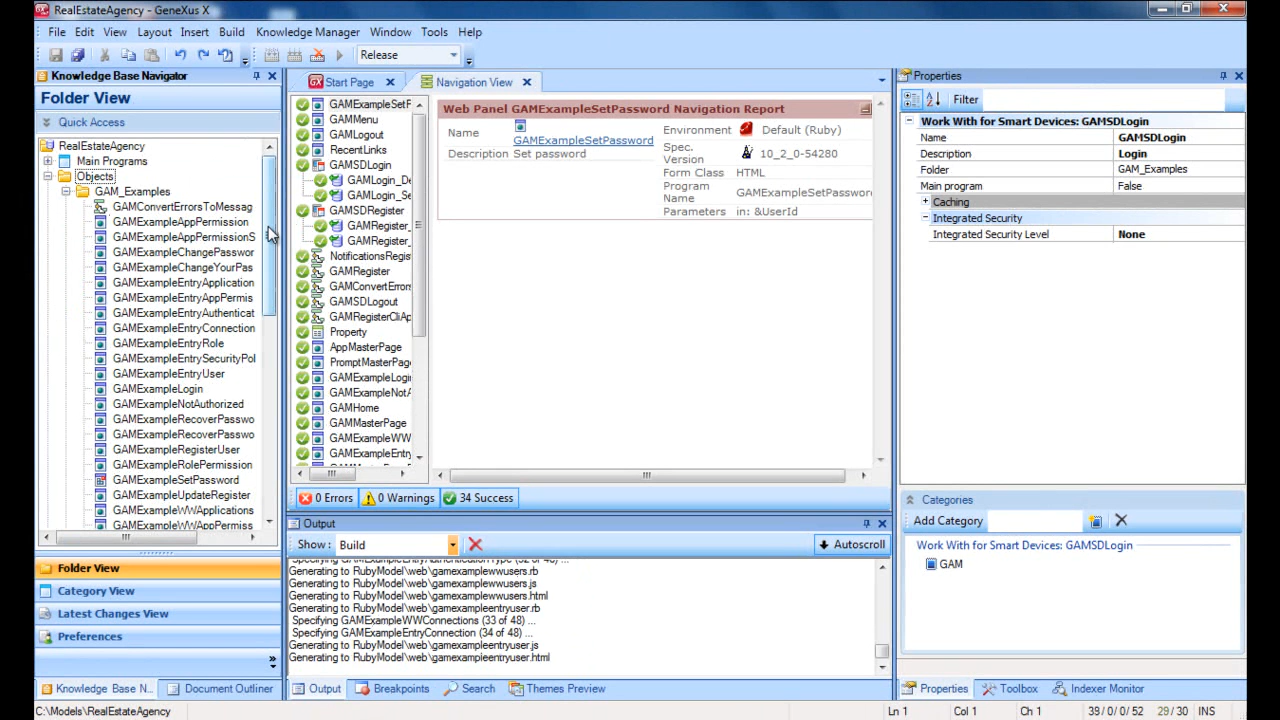 RealEstateAgency - GeneXus X
File Edit View Layout Insert Build Knowledge Manager Window Tools Help
Release
Knowledge Base Navigator
Folder View
Quick Access
RealEstateAgency
Main Programs
Objects
GAM_Examples
GAMConvertErrorsToMessag
GAMExampleAppPermission
GAMExampleAppPermissionS
GAMExampleChangePasswor
GAMExampleChangeYourPas
GAMExampleEntryApplication
GAMExampleEntryAppPermis
GAMExampleEntryAuthenticat
GAMExampleEntryConnection
GAMExampleEntryRole
GAMExampleEntrySecurityPol
GAMExampleEntryUser
GAMExampleLogin
GAMExampleNotAuthorized
GAMExampleRecoverPasswo
GAMExampleRecoverPasswo
GAMExampleRegisterUser
GAMExampleRolePermission
GAMExampleSetPassword
GAMExampleUpdateRegister
GAMExampleWWApplications
GAMExampleWWAppPermiss
Folder View
Category View
Latest Changes View
Preferences
Knowledge Base N...
Document Outliner
Start Page
Navigation View
GAMExampleSetP
GAMMenu
GAMLogout
RecentLinks
GAMSDLogin
GAMLogin_De
GAMLogin_Se
GAMSDRegister
GAMRegister_
GAMRegister_
NotificationsRegis
GAMRegister
GAMConvertErrors
GAMSDLogout
GAMRegisterCliAp
Property
AppMasterPage
PromptMasterPage
GAMExampleLogi
GAMExampleNotA
GAMHome
GAMMasterPage
GAMExampleWW
GAMExampleEntry
Web Panel GAMExampleSetPassword Navigation Report
Name GAMExampleSetPassword
Description Set password
Environment Default (Ruby)
Spec. Version 10_2_0-54280
Form Class HTML
Program Name GAMExampleSetPassword
Parameters in: &UserId
0 Errors 0 Warnings 34 Success
Output
Show: Build Autoscroll
Generating to RubyModel\web\gamexamplewwusers.rb
Generating to RubyModel\web\gamexamplewwusers.js
Generating to RubyModel\web\gamexamplewwusers.html
Generating to RubyModel\web\gamexampleentryuser.rb
Specifying GAMExampleWWConnections (33 of 48) ...
Specifying GAMExampleEntryConnection (34 of 48) ...
Generating to RubyModel\web\gamexampleentryuser.js
Generating to RubyModel\web\gamexampleentryuser.html
Output Breakpoints Search Themes Preview
Properties
Filter
Work With for Smart Devices: GAMSDLogin
Name GAMSDLogin
Description Login
Folder GAM_Examples
Main program False
Caching
Integrated Security
Integrated Security Level None
Categories
Add Category
Work With for Smart Devices: GAMSDLogin
GAM
Properties Toolbox Indexer Monitor
C:\Models\RealEstateAgency Ln 1 Col 1 Ch 1 39/0/0/52 29/30 INS